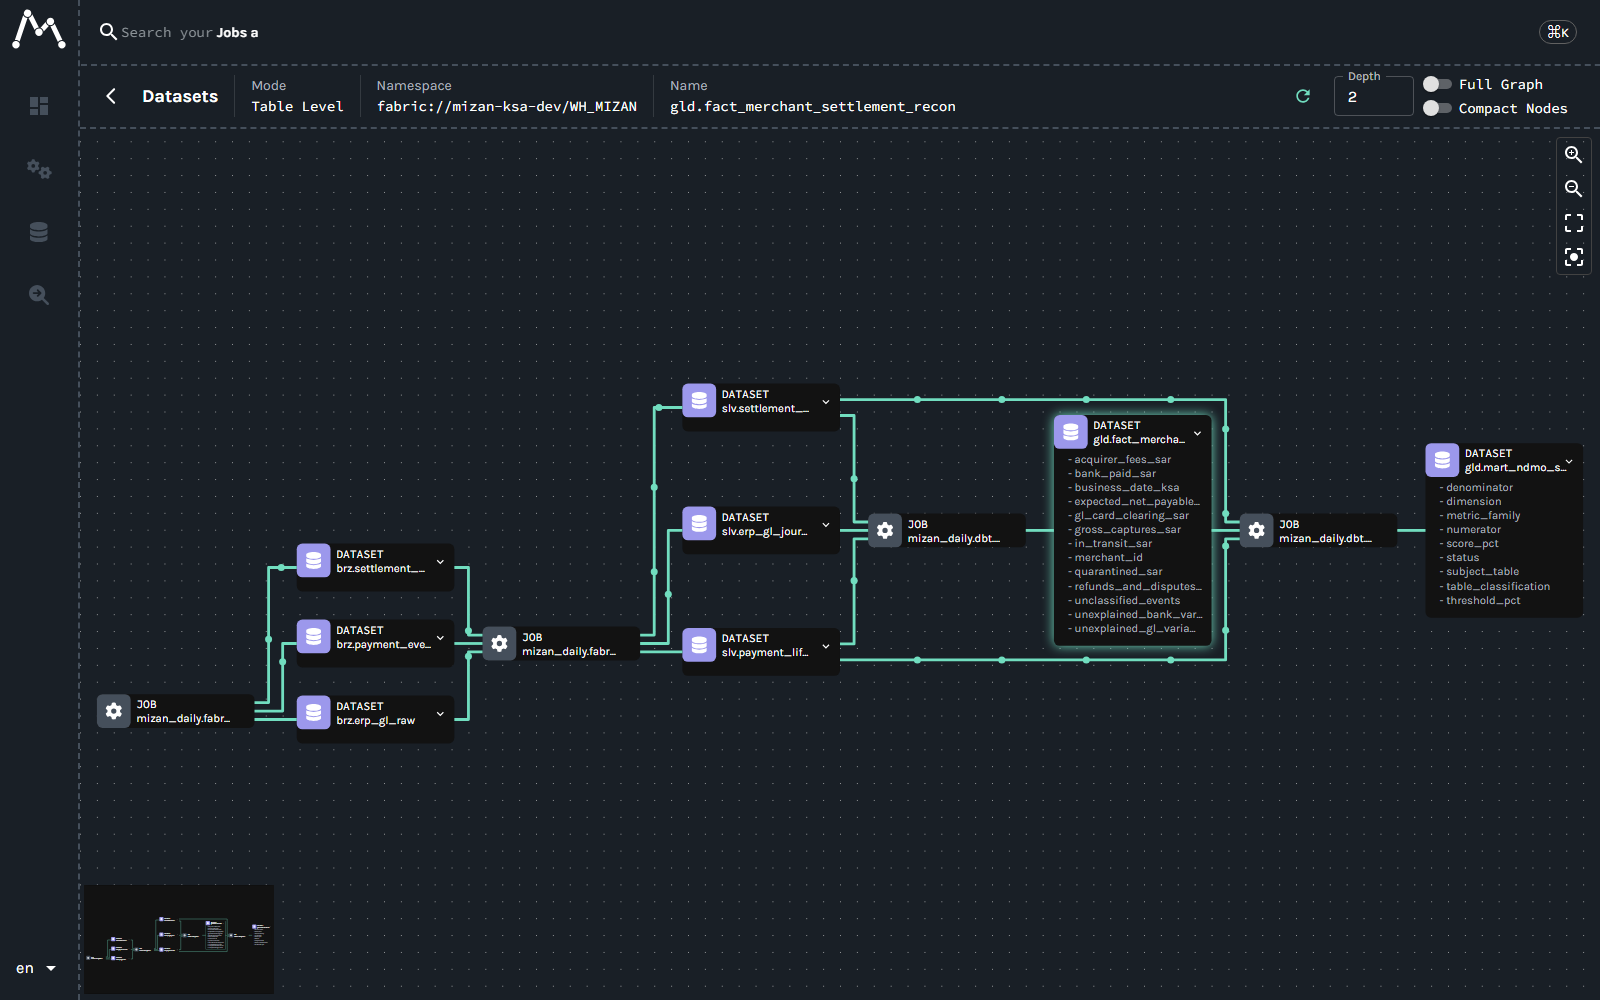 Search your Jobs a
⌘K
Datasets
Mode
Table Level
Namespace
fabric://mizan-ksa-dev/WH_MIZAN
Name
gld.fact_merchant_settlement_recon
Depth
2
Full Graph
Compact Nodes
JOB
mizan_daily.fabr...
DATASET
brz.settlement_...
DATASET
brz.payment_eve...
DATASET
brz.erp_gl_raw
JOB
mizan_daily.fabr...
DATASET
slv.settlement_...
DATASET
slv.erp_gl_jour...
DATASET
slv.payment_lif...
JOB
mizan_daily.dbt...
DATASET
gld.fact_mercha...
- acquirer_fees_sar
- bank_paid_sar
- business_date_ksa
- expected_net_payable...
- gl_card_clearing_sar
- gross_captures_sar
- in_transit_sar
- merchant_id
- quarantined_sar
- refunds_and_disputes...
- unclassified_events
- unexplained_bank_var...
- unexplained_gl_varia...
JOB
mizan_daily.dbt...
DATASET
gld.mart_ndmo_s...
- denominator
- dimension
- metric_family
- numerator
- score_pct
- status
- subject_table
- table_classification
- threshold_pct
en